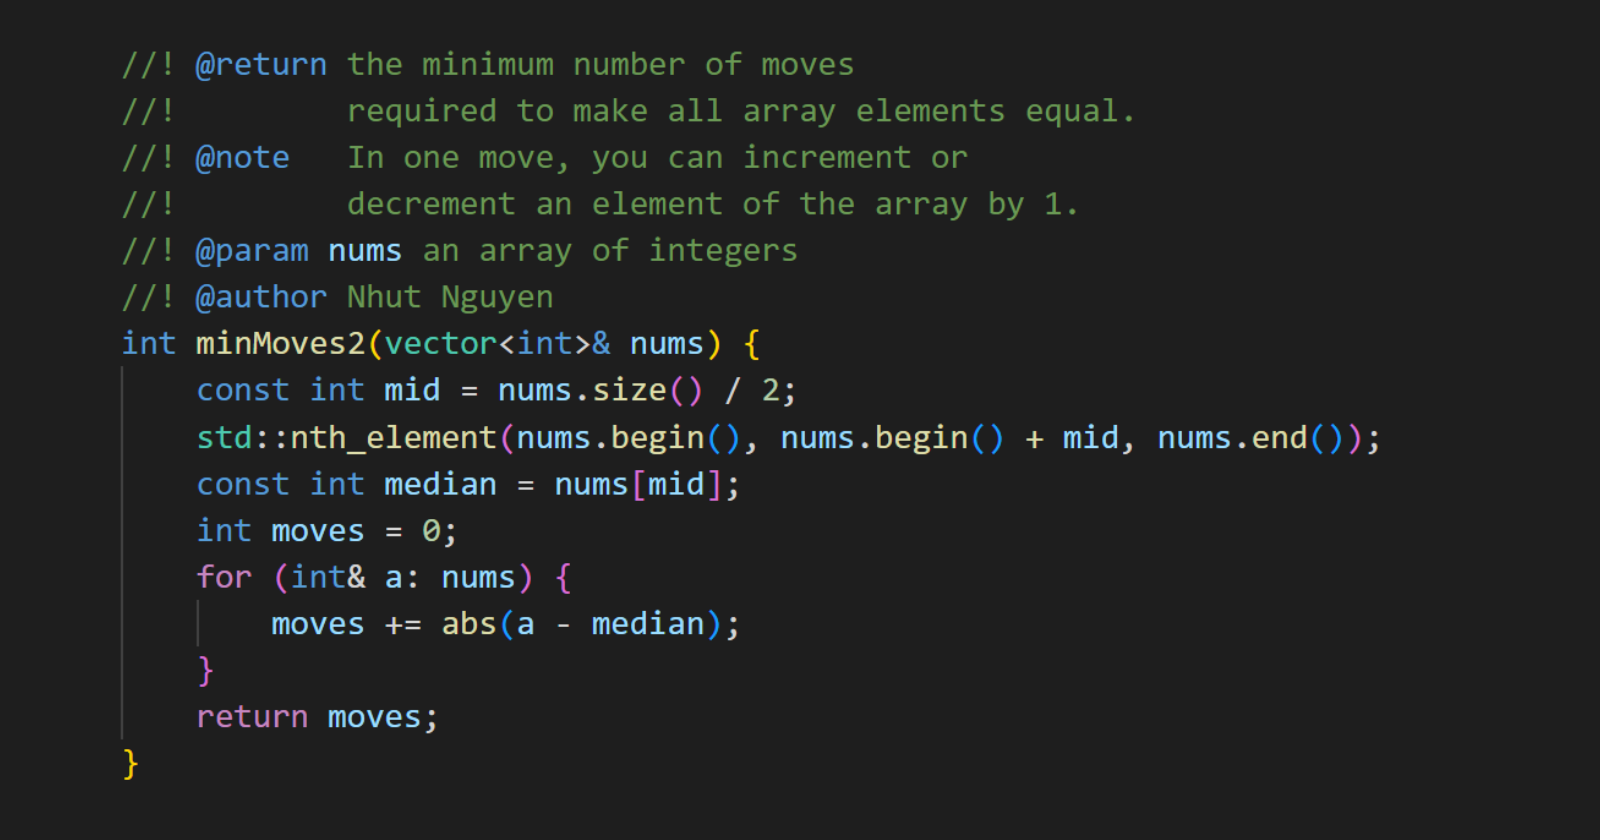 //! @return the minimum number of moves
//!         required to make all array elements equal.
//! @note   In one move, you can increment or
//!         decrement an element of the array by 1.
//! @param nums an array of integers
//! @author Nhut Nguyen
int minMoves2(vector<int>& nums) {
    const int mid = nums.size() / 2;
    std::nth_element(nums.begin(), nums.begin() + mid, nums.end());
    const int median = nums[mid];
    int moves = 0;
    for (int& a: nums) {
        moves += abs(a - median);
    }
    return moves;
}